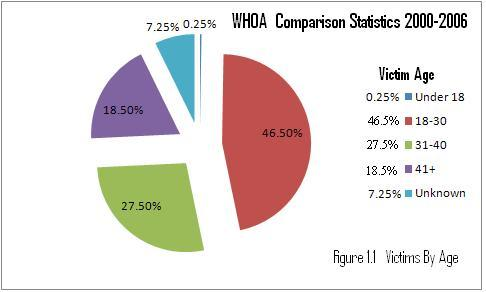 WHOA Comparison Statistics 2000-2006
7.25% 0.25%
46.50%
27.50%
18.50%
Victim Age
0.25% Under 18
46.5% 18-30
27.5% 31-40
18.5% 41+
7.25% Unknown
Figure 1.1 Victims By Age